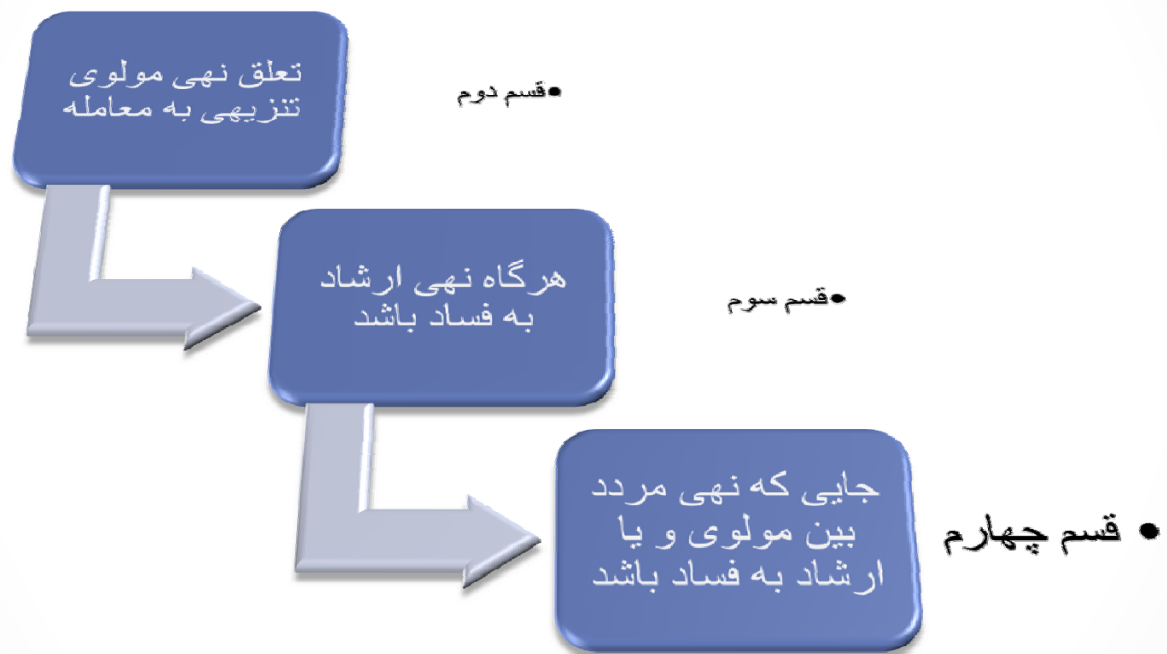 تعلق نهی مولوی
تنزیهی به معامله
•قسم دوم
هرگاه نهی ارشاد
به فساد باشد
•قسم سوم
جایی که نهی مردد
بین مولوی و یا
ارشاد به فساد باشد
• قسم چهارم